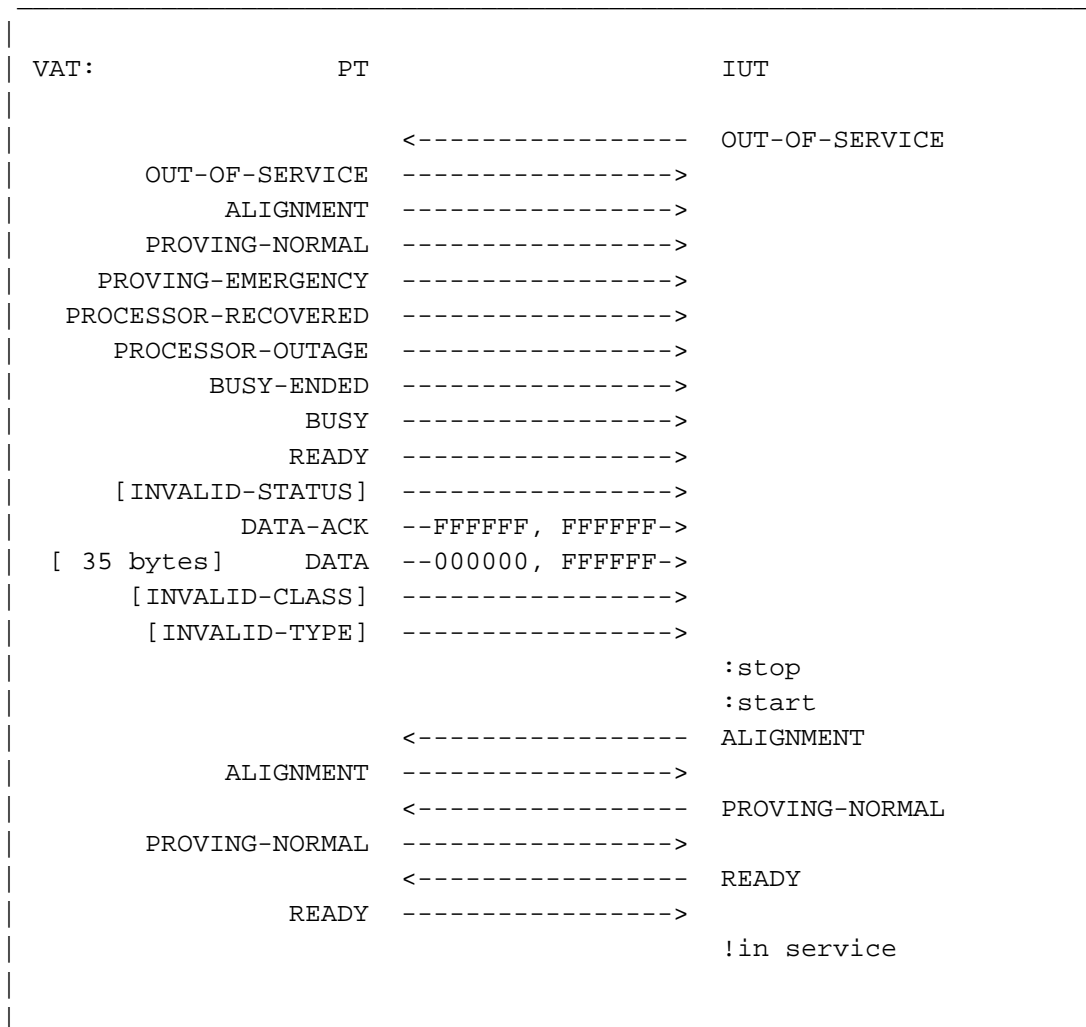 VAT: PT IUT
<----------------- OUT-OF-SERVICE
OUT-OF-SERVICE ----------------->
ALIGNMENT ----------------->
PROVING-NORMAL ----------------->
PROVING-EMERGENCY ----------------->
PROCESSOR-RECOVERED ----------------->
PROCESSOR-OUTAGE ----------------->
BUSY-ENDED ----------------->
BUSY ----------------->
READY ----------------->
[INVALID-STATUS] ----------------->
DATA-ACK --FFFFFF, FFFFFF->
[ 35 bytes] DATA --000000, FFFFFF->
[INVALID-CLASS] ----------------->
[INVALID-TYPE] ----------------->
:stop
:start
<----------------- ALIGNMENT
ALIGNMENT ----------------->
<----------------- PROVING-NORMAL
PROVING-NORMAL ----------------->
<----------------- READY
READY ----------------->
!in service